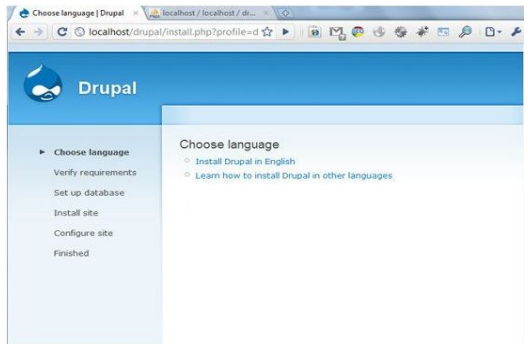 Choose language | Drupal
localhost / localhost / dr...
localhost/drupal/install.php?profile=d
Drupal
Choose language
Verify requirements
Set up database
Install site
Configure site
Finished
Choose language
Install Drupal in English
Learn how to install Drupal in other languages